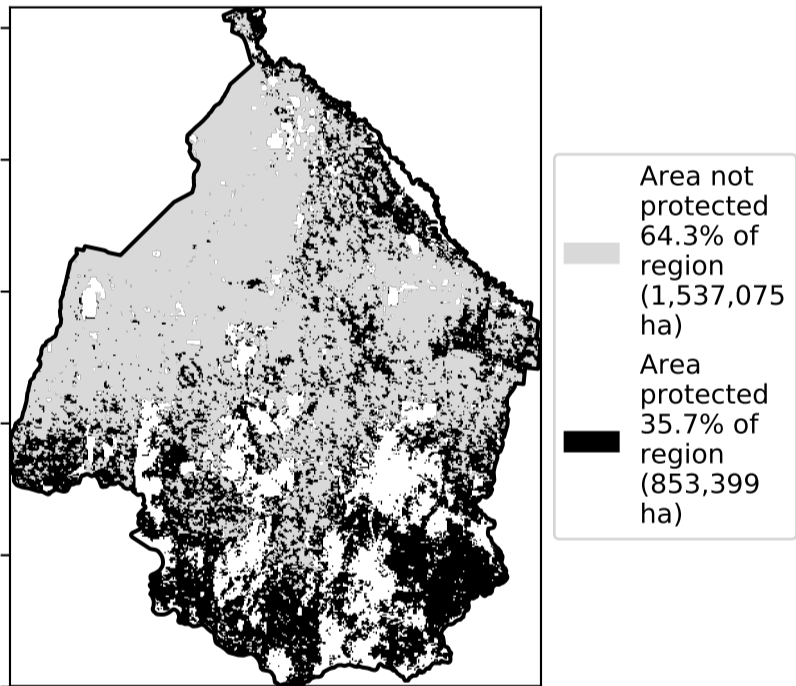 Area not
protected
64.3% of
region
(1,537,075
ha)
Area
protected
35.7% of
region
(853,399
ha)